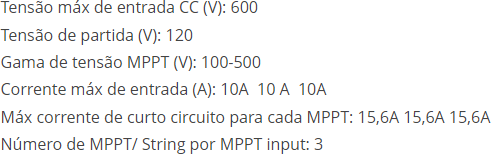 Tensão máx de entrada CC (V): 600
Tensão de partida (V): 120
Gama de tensão MPPT (V): 100-500
Corrente máx de entrada (A): 10A  10 A  10A
Máx corrente de curto circuito para cada MPPT: 15,6A 15,6A 15,6A
Número de MPPT/ String por MPPT input: 3